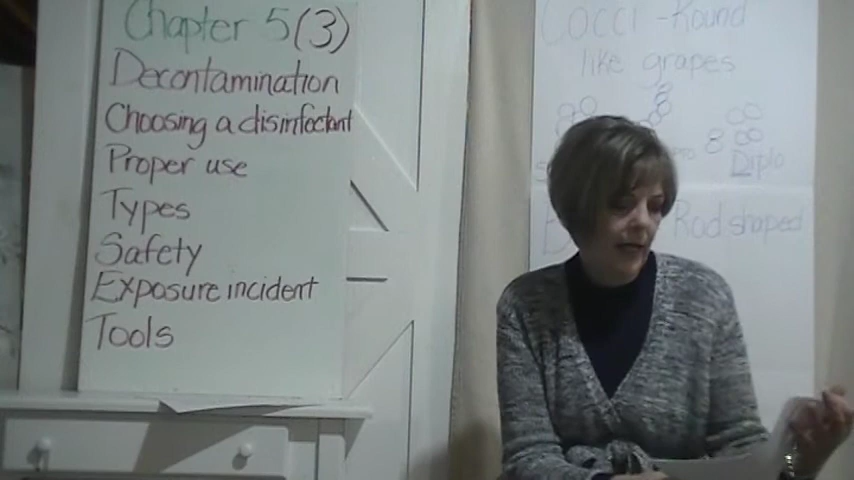 Chapter 5(3)
Decontamination
Choosing a disinfectant
Proper use
Types
Safety
Exposure incident
Tools
Cocci - Round
like grapes
Diplo
Rod shaped